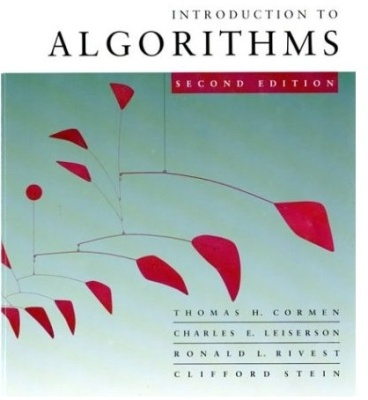 INTRODUCTION TO
ALGORITHMS
SECOND EDITION
THOMAS H. CORMEN
CHARLES E. LEISERSON
RONALD L. RIVEST
CLIFFORD STEIN